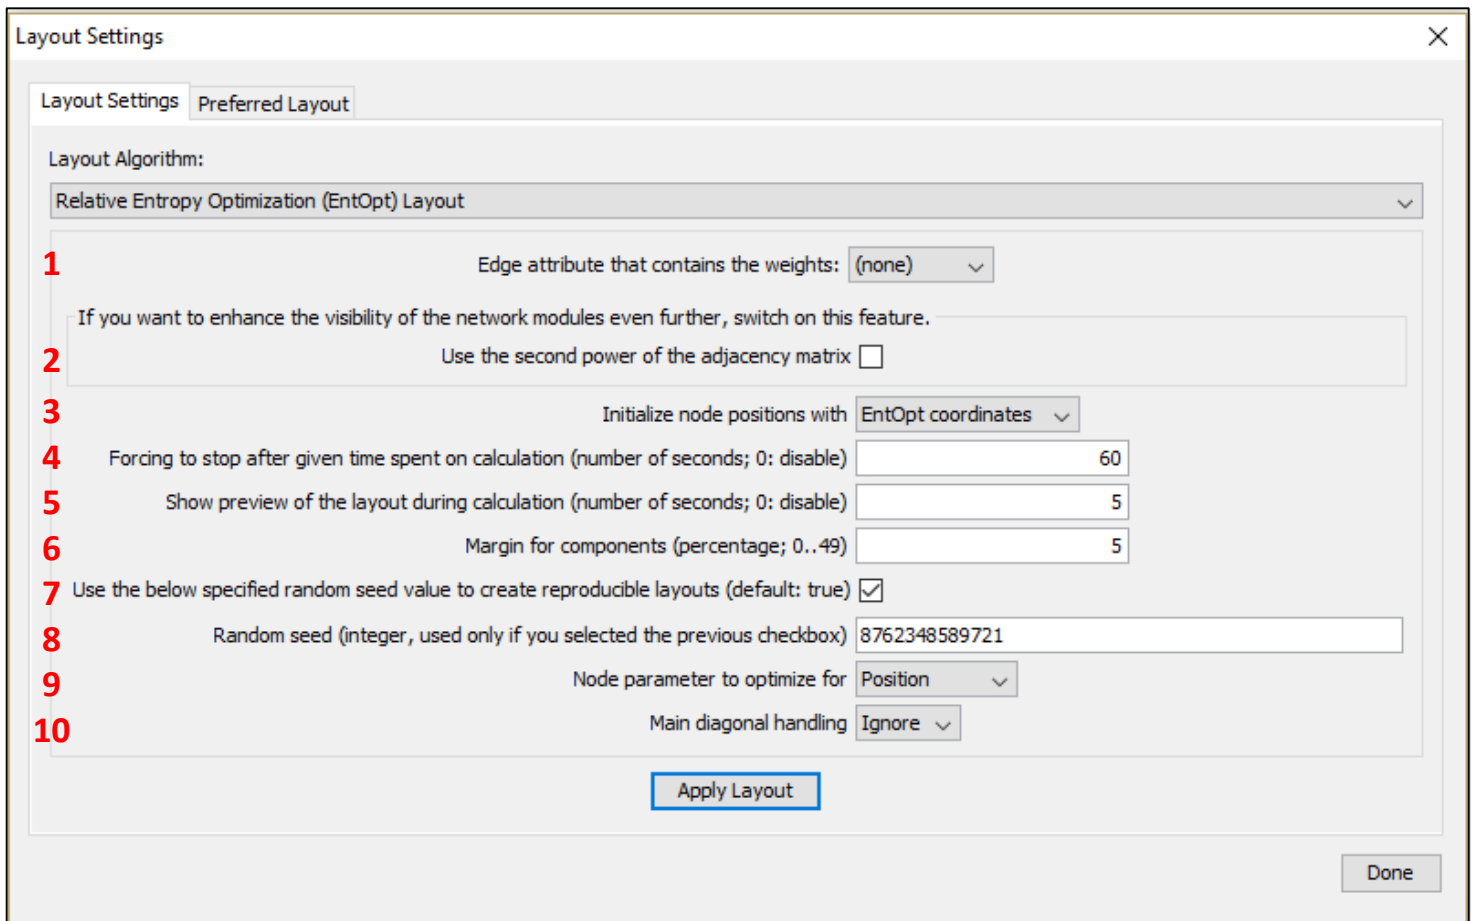 Layout Settings
Layout Settings Preferred Layout
Layout Algorithm:
Relative Entropy Optimization (EntOpt) Layout
1 Edge attribute that contains the weights: (none)
If you want to enhance the visibility of the network modules even further, switch on this feature.
2 Use the second power of the adjacency matrix
3 Initialize node positions with EntOpt coordinates
4 Forcing to stop after given time spent on calculation (number of seconds; 0: disable) 60
5 Show preview of the layout during calculation (number of seconds; 0: disable) 5
6 Margin for components (percentage; 0..49) 5
7 Use the below specified random seed value to create reproducible layouts (default: true)
8 Random seed (integer, used only if you selected the previous checkbox) 8762348589721
9 Node parameter to optimize for Position
10 Main diagonal handling Ignore
Apply Layout
Done